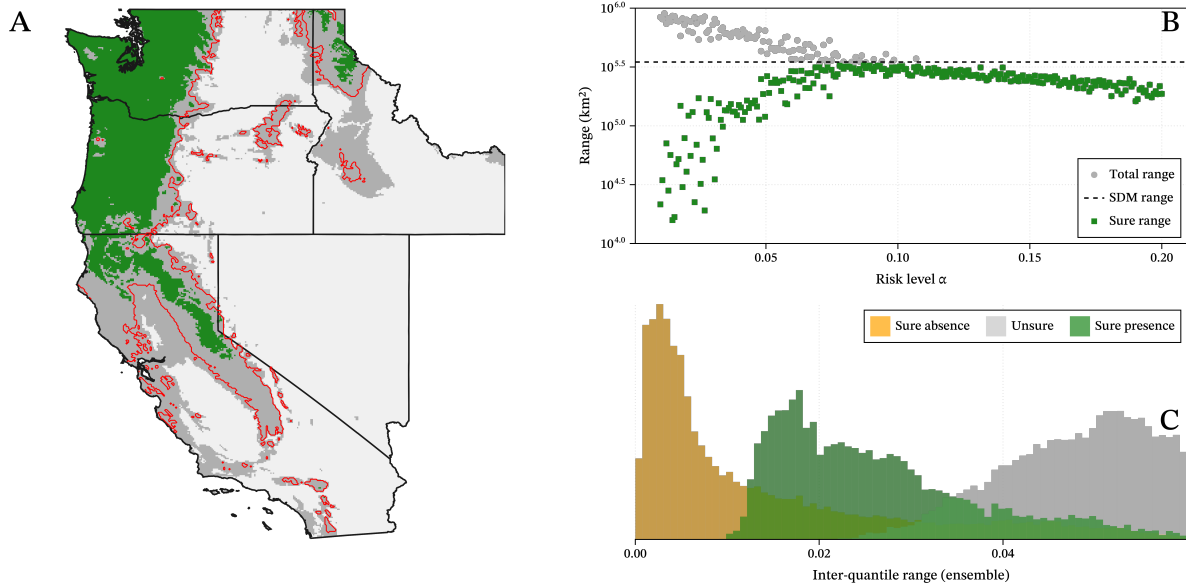 A
B
10^6.0
10^5.5
10^5.0
10^4.5
10^4.0
Range (km²)
Total range
SDM range
Sure range
0.05
0.10
0.15
0.20
Risk level α
Sure absence
Unsure
Sure presence
C
0.00
0.02
0.04
Inter-quantile range (ensemble)